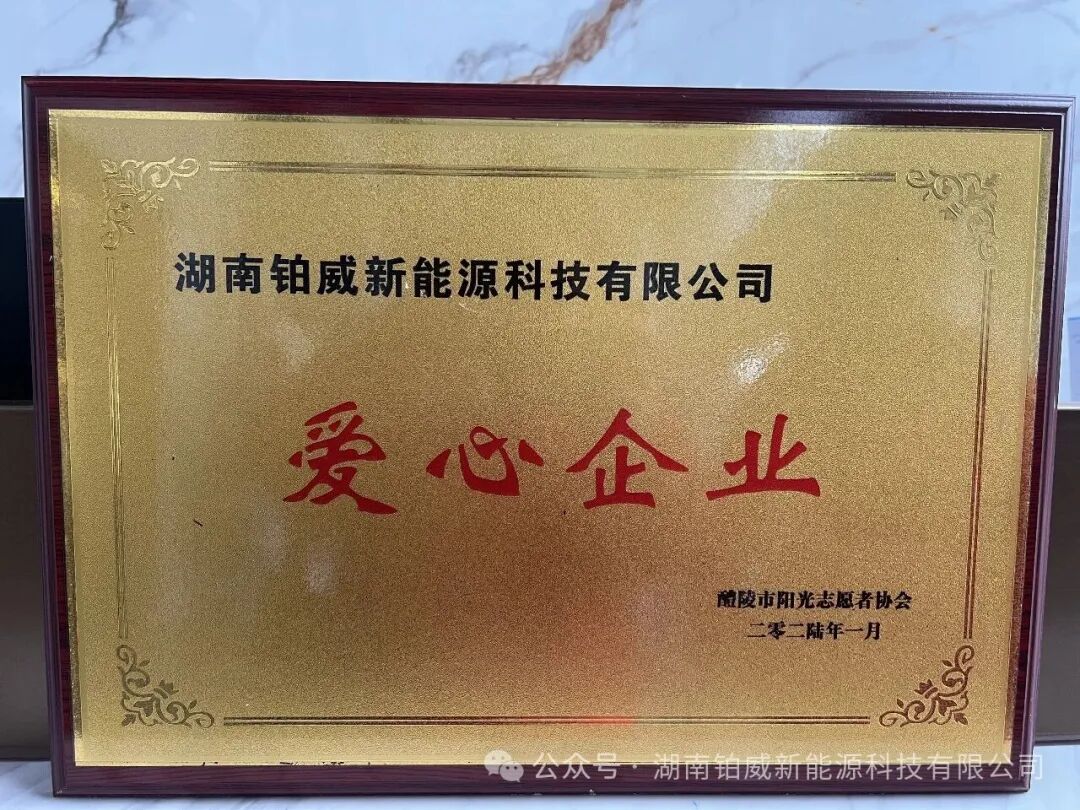 湖南铂威新能源科技有限公司
爱心企业
醴陵市阳光志愿者协会
二零二陆年一月
公众号·湖南铂威新能源科技有限公司